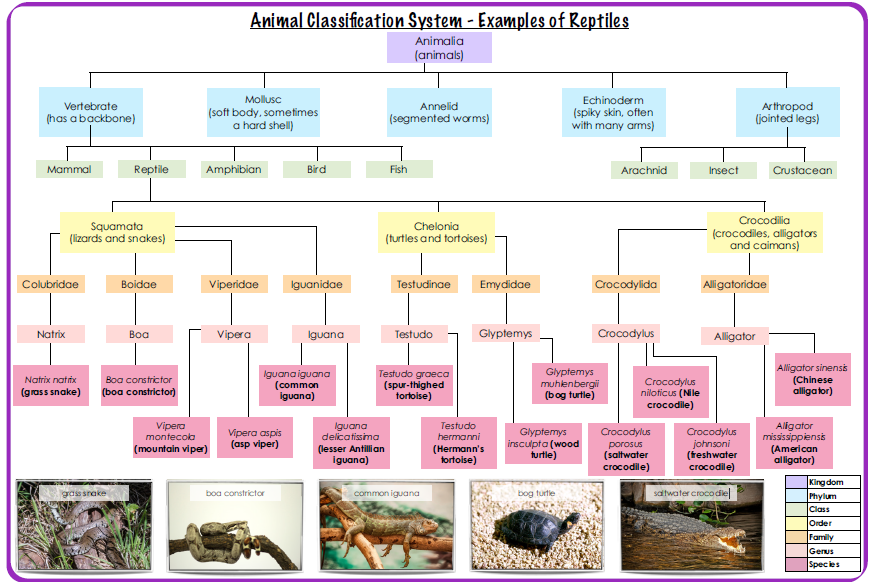 Animal Classification System - Examples of Reptiles
Animalia
(animals)
Vertebrate
(has a backbone)
Mollusc
(soft body, sometimes
a hard shell)
Annelid
(segmented worms)
Echinoderm
(spiky skin, often
with many arms)
Arthropod
(jointed legs)
Mammal
Reptile
Amphibian
Bird
Fish
Arachnid
Insect
Crustacean
Squamata
(lizards and snakes)
Chelonia
(turtles and tortoises)
Crocodilia
(crocodiles, alligators
and caimans)
Colubridae
Boidae
Viperidae
Iguanidae
Testudinae
Emydidae
Crocodylida
Alligatoridae
Natrix
Boa
Vipera
Iguana
Testudo
Glyptemys
Crocodylus
Alligator
Natrix natrix
(grass snake)
Boa constrictor
(boa constrictor)
Iguana iguana
(common
iguana)
Testudo graeca
(spur-thighed
tortoise)
Glyptemys
muhlenbergii
(bog turtle)
Crocodylus
niloticus (Nile
crocodile)
Alligator sinensis
(Chinese
alligator)
Vipera
montecola
(mountain viper)
Vipera aspis
(asp viper)
Iguana
delicatissima
(lesser Antillian
iguana)
Testudo
hermanni
(Hermann's
tortoise)
Glyptemys
insculpta (wood
turtle)
Crocodylus
porosus
(saltwater
crocodile)
Crocodylus
johnsoni
(freshwater
crocodile)
Alligator
mississippiensis
(American
alligator)
grass snake
boa constrictor
common iguana
bog turtle
saltwater crocodile
Kingdom
Phylum
Class
Order
Family
Genus
Species